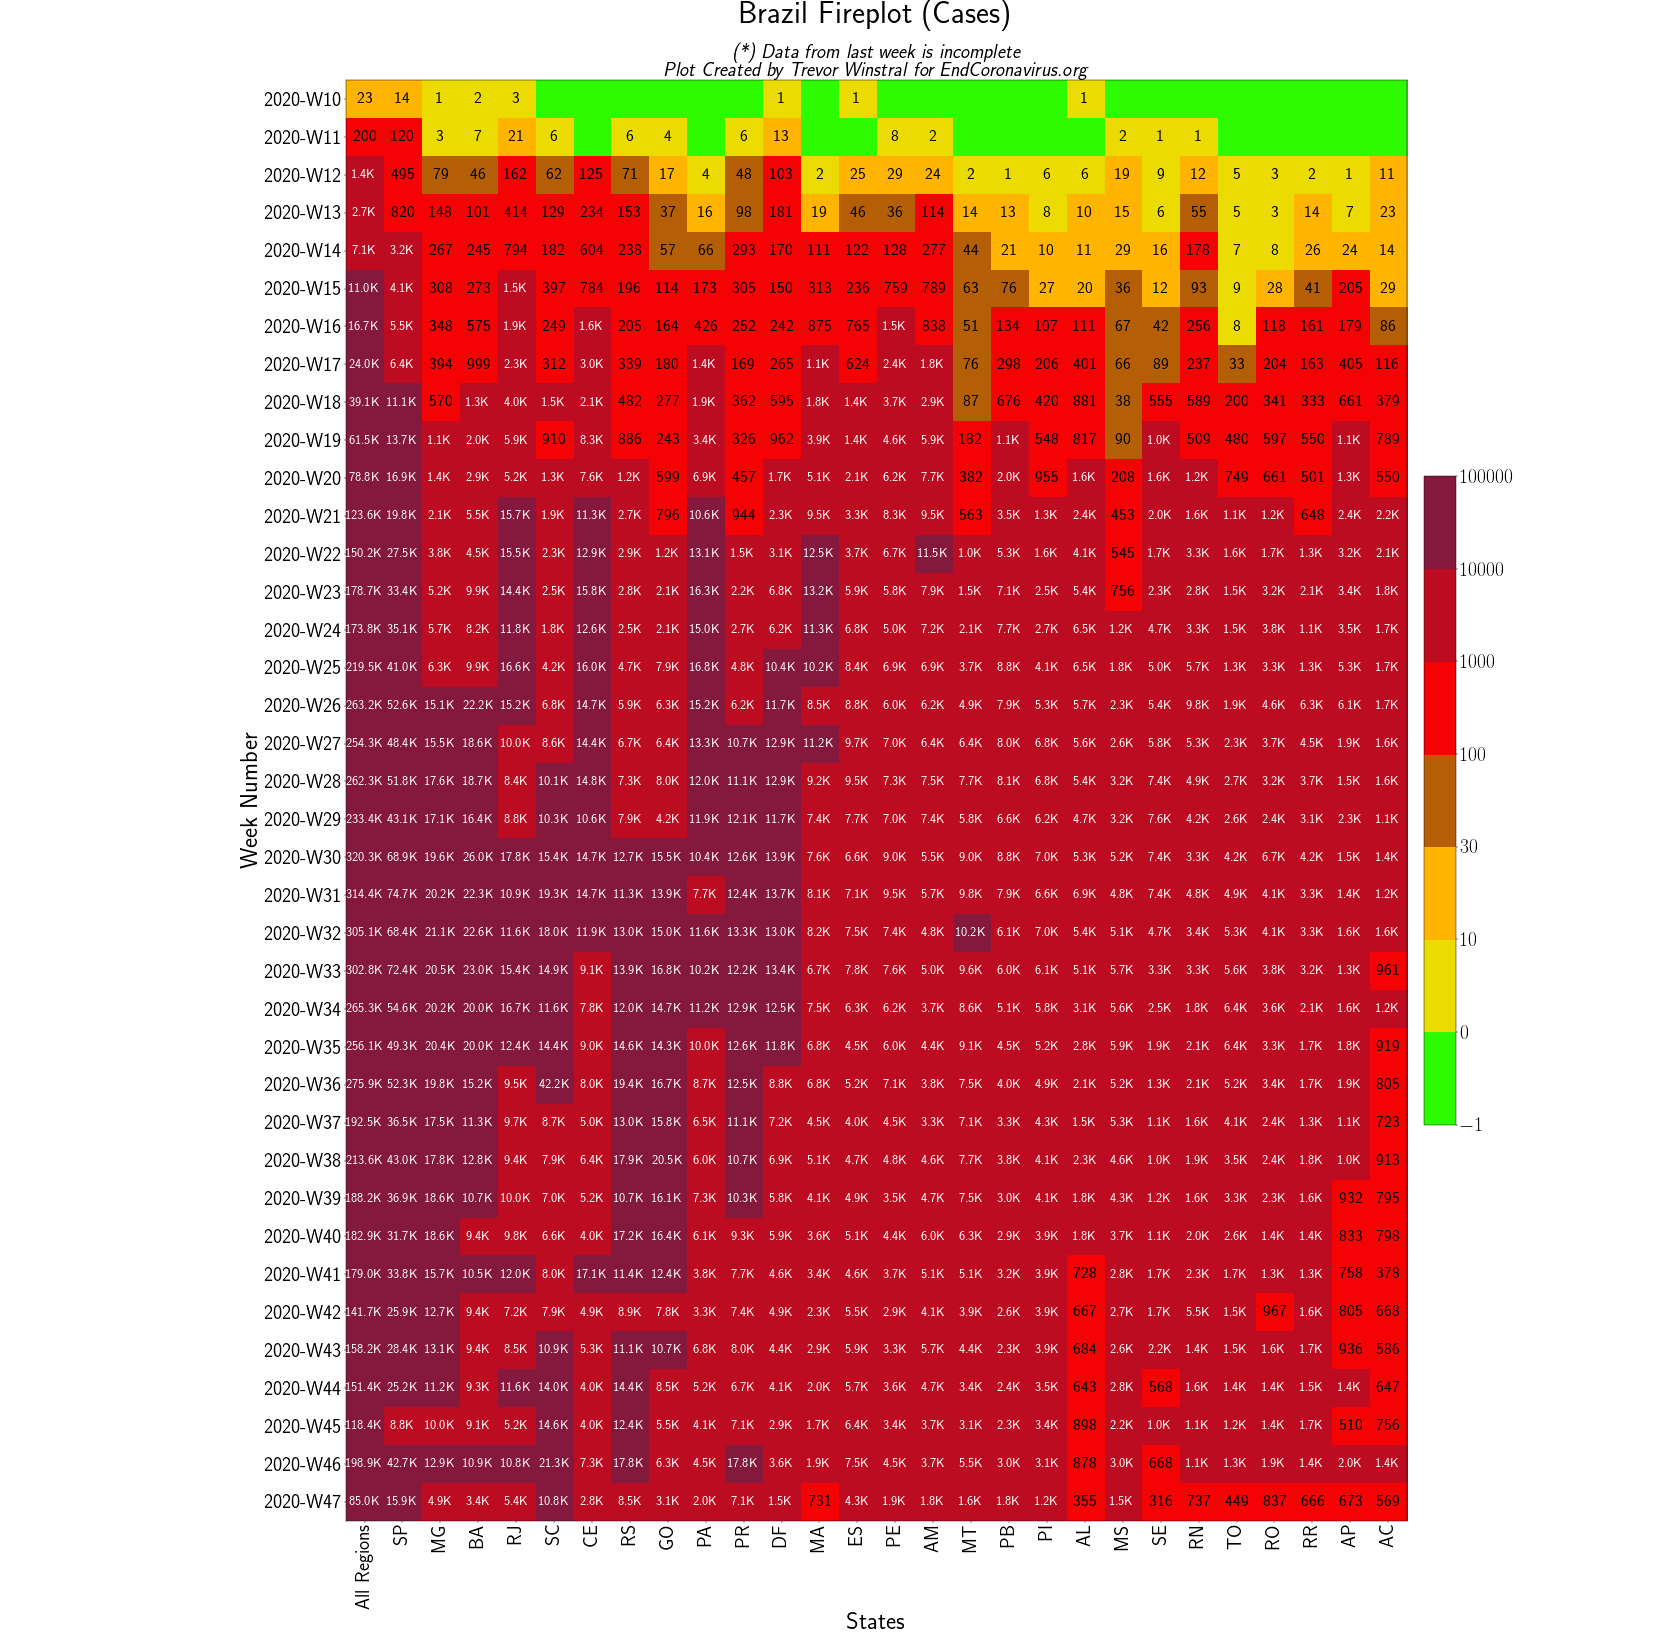 Brazil Fireplot (Cases)
(*) Data from last week is incomplete
Plot Created by Trevor Winstral for EndCoronavirus.org
2020-W10 23 14 1 2 3 1 1 1
2020-W11 200 120 3 7 21 6 6 4 6 13 8 2 2 1 1
2020-W12 1.4K 495 79 46 162 62 125 71 17 4 48 103 2 25 29 24 2 1 6 6 19 9 12 5 3 2 1 11
2020-W13 2.7K 820 148 101 414 129 234 153 37 16 98 181 19 46 36 114 14 13 8 10 15 6 55 5 3 14 7 23
2020-W14 7.1K 3.2K 267 245 794 182 604 238 57 66 293 170 111 122 128 277 44 21 10 11 29 16 178 7 8 26 24 14
2020-W15 11.0K 4.1K 308 273 1.5K 397 784 196 114 173 305 150 313 236 759 789 63 76 27 20 36 12 93 9 28 41 205 29
2020-W16 16.7K 5.5K 348 575 1.9K 249 1.6K 205 164 426 252 242 875 765 1.5K 838 51 134 107 111 67 42 256 8 118 161 179 86
2020-W17 24.0K 6.4K 394 999 2.3K 312 3.0K 339 180 1.4K 169 265 1.1K 624 2.4K 1.8K 76 298 206 401 66 89 237 33 204 163 405 116
2020-W18 39.1K 11.1K 570 1.3K 4.0K 1.5K 2.1K 482 277 1.9K 362 595 1.8K 1.4K 3.7K 2.9K 87 676 420 881 38 555 589 200 341 333 661 379
2020-W19 61.5K 13.7K 1.1K 2.0K 5.9K 910 8.3K 886 243 3.4K 326 962 3.9K 1.4K 4.6K 5.9K 182 1.1K 548 817 90 1.0K 509 480 597 550 1.1K 789
2020-W20 78.8K 16.9K 1.4K 2.9K 5.2K 1.3K 7.6K 1.2K 599 6.9K 457 1.7K 5.1K 2.1K 6.2K 7.7K 382 2.0K 955 1.6K 208 1.6K 1.2K 749 661 501 1.3K 550
2020-W21 123.6K 19.8K 2.1K 5.5K 15.7K 1.9K 11.3K 2.7K 796 10.6K 944 2.3K 9.5K 3.3K 8.3K 9.5K 563 3.5K 1.3K 2.4K 453 2.0K 1.6K 1.1K 1.2K 648 2.4K 2.2K
2020-W22 150.2K 27.5K 3.8K 4.5K 15.5K 2.3K 12.9K 2.9K 1.2K 13.1K 1.5K 3.1K 12.5K 3.7K 6.7K 11.5K 1.0K 5.3K 1.6K 4.1K 545 1.7K 3.3K 1.6K 1.7K 1.3K 3.2K 2.1K
2020-W23 178.7K 33.4K 5.2K 9.9K 14.4K 2.5K 15.8K 2.8K 2.1K 16.3K 2.2K 6.8K 13.2K 5.9K 5.8K 7.9K 1.5K 7.1K 2.5K 5.4K 756 2.3K 2.8K 1.5K 3.2K 2.1K 3.4K 1.8K
2020-W24 173.8K 35.1K 5.7K 8.2K 11.8K 1.8K 12.6K 2.5K 2.1K 15.0K 2.7K 6.2K 11.3K 6.8K 5.0K 7.2K 2.1K 7.7K 2.7K 6.5K 1.2K 4.7K 3.3K 1.5K 3.8K 1.1K 3.5K 1.7K
2020-W25 219.5K 41.0K 6.3K 9.9K 16.6K 4.2K 16.0K 4.7K 7.9K 16.8K 4.8K 10.4K 10.2K 8.4K 6.9K 6.9K 3.7K 8.8K 4.1K 6.5K 1.8K 5.0K 5.7K 1.3K 3.3K 1.3K 5.3K 1.7K
2020-W26 263.2K 52.6K 15.1K 22.2K 15.2K 6.8K 14.7K 5.9K 6.3K 15.2K 6.2K 11.7K 8.5K 8.8K 6.0K 6.2K 4.9K 7.9K 5.3K 5.7K 2.3K 5.4K 9.8K 1.9K 4.6K 6.3K 6.1K 1.7K
2020-W27 254.3K 48.4K 15.5K 18.6K 10.0K 8.6K 14.4K 6.7K 6.4K 13.3K 10.7K 12.9K 11.2K 9.7K 7.0K 6.4K 6.4K 8.0K 6.8K 5.6K 2.6K 5.8K 5.3K 2.3K 3.7K 4.5K 1.9K 1.6K
2020-W28 262.3K 51.8K 17.6K 18.7K 8.4K 10.1K 14.8K 7.3K 8.0K 12.0K 11.1K 12.9K 9.2K 9.5K 7.3K 7.5K 7.7K 8.1K 6.8K 5.4K 3.2K 7.4K 4.9K 2.7K 3.2K 3.7K 1.5K 1.6K
2020-W29 233.4K 43.1K 17.1K 16.4K 8.8K 10.3K 10.6K 7.9K 4.2K 11.9K 12.1K 11.7K 7.4K 7.7K 7.0K 7.4K 5.8K 6.6K 6.2K 4.7K 3.2K 7.6K 4.2K 2.6K 2.4K 3.1K 2.3K 1.1K
2020-W30 320.3K 68.9K 19.6K 26.0K 17.8K 15.4K 14.7K 12.7K 15.5K 10.4K 12.6K 13.9K 7.6K 6.6K 9.0K 5.5K 9.0K 8.8K 7.0K 5.3K 5.2K 7.4K 3.3K 4.2K 6.7K 4.2K 1.5K 1.4K
2020-W31 314.4K 74.7K 20.2K 22.3K 10.9K 19.3K 14.7K 11.3K 13.9K 7.7K 12.4K 13.7K 8.1K 7.1K 9.5K 5.7K 9.8K 7.9K 6.6K 6.9K 4.8K 7.4K 4.8K 4.9K 4.1K 3.3K 1.4K 1.2K
2020-W32 305.1K 68.4K 21.1K 22.6K 11.6K 18.0K 11.9K 13.0K 15.0K 11.6K 13.3K 13.0K 8.2K 7.5K 7.4K 4.8K 10.2K 6.1K 7.0K 5.4K 5.1K 4.7K 3.4K 5.3K 4.1K 3.3K 1.6K 1.6K
2020-W33 302.8K 72.4K 20.5K 23.0K 15.4K 14.9K 9.1K 13.9K 16.8K 10.2K 12.2K 13.4K 6.7K 7.8K 7.6K 5.0K 9.6K 6.0K 6.1K 5.1K 5.7K 3.3K 3.3K 5.6K 3.8K 3.2K 1.3K 961
2020-W34 265.3K 54.6K 20.2K 20.0K 16.7K 11.6K 7.8K 12.0K 14.7K 11.2K 12.9K 12.5K 7.5K 6.3K 6.2K 3.7K 8.6K 5.1K 5.8K 3.1K 5.6K 2.5K 1.8K 6.4K 3.6K 2.1K 1.6K 1.2K
2020-W35 256.1K 49.3K 20.4K 20.0K 12.4K 14.4K 9.0K 14.6K 14.3K 10.0K 12.6K 11.8K 6.8K 4.5K 6.0K 4.4K 9.1K 4.5K 5.2K 2.8K 5.9K 1.9K 2.1K 6.4K 3.3K 1.7K 1.8K 919
2020-W36 275.9K 52.3K 19.8K 15.2K 9.5K 42.2K 8.0K 19.4K 16.7K 8.7K 12.5K 8.8K 6.8K 5.2K 7.1K 3.8K 7.5K 4.0K 4.9K 2.1K 5.2K 1.3K 2.1K 5.2K 3.4K 1.7K 1.9K 805
2020-W37 192.5K 36.5K 17.5K 11.3K 9.7K 8.7K 5.0K 13.0K 15.8K 6.5K 11.1K 7.2K 4.5K 4.0K 4.5K 3.3K 7.1K 3.3K 4.3K 1.5K 5.3K 1.1K 1.6K 4.1K 2.4K 1.3K 1.1K 723
2020-W38 213.6K 43.0K 17.8K 12.8K 9.4K 7.9K 6.4K 17.9K 20.5K 6.0K 10.7K 6.9K 5.1K 4.7K 4.8K 4.6K 7.7K 3.8K 4.1K 2.3K 4.6K 1.0K 1.9K 3.5K 2.4K 1.8K 1.0K 913
2020-W39 188.2K 36.9K 18.6K 10.7K 10.0K 7.0K 5.2K 10.7K 16.1K 7.3K 10.3K 5.8K 4.1K 4.9K 3.5K 4.7K 7.5K 3.0K 4.1K 1.8K 4.3K 1.2K 1.6K 3.3K 2.3K 1.6K 932 795
2020-W40 182.9K 31.7K 18.6K 9.4K 9.8K 6.6K 4.0K 17.2K 16.4K 6.1K 9.3K 5.9K 3.6K 5.1K 4.4K 6.0K 6.3K 2.9K 3.9K 1.8K 3.7K 1.1K 2.0K 2.6K 1.4K 1.4K 833 798
2020-W41 179.0K 33.8K 15.7K 10.5K 12.0K 8.0K 17.1K 11.4K 12.4K 3.8K 7.7K 4.6K 3.4K 4.6K 3.7K 5.1K 5.1K 3.2K 3.9K 728 2.8K 1.7K 2.3K 1.7K 1.3K 1.3K 758 378
2020-W42 141.7K 25.9K 12.7K 9.4K 7.2K 7.9K 4.9K 8.9K 7.8K 3.3K 7.4K 4.9K 2.3K 5.5K 2.9K 4.1K 3.9K 2.6K 3.9K 667 2.7K 1.7K 5.5K 1.5K 967 1.6K 805 668
2020-W43 158.2K 28.4K 13.1K 9.4K 8.5K 10.9K 5.3K 11.1K 10.7K 6.8K 8.0K 4.4K 2.9K 5.9K 3.3K 5.7K 4.4K 2.3K 3.9K 684 2.6K 2.2K 1.4K 1.5K 1.6K 1.7K 936 586
2020-W44 151.4K 25.2K 11.2K 9.3K 11.6K 14.0K 4.0K 14.4K 8.5K 5.2K 6.7K 4.1K 2.0K 5.7K 3.6K 4.7K 3.4K 2.4K 3.5K 643 2.8K 568 1.6K 1.4K 1.4K 1.5K 1.4K 647
2020-W45 118.4K 8.8K 10.0K 9.1K 5.2K 14.6K 4.0K 12.4K 5.5K 4.1K 7.1K 2.9K 1.7K 6.4K 3.4K 3.7K 3.1K 2.3K 3.4K 898 2.2K 1.0K 1.1K 1.2K 1.4K 1.7K 510 756
2020-W46 198.9K 42.7K 12.9K 10.9K 10.8K 21.3K 7.3K 17.8K 6.3K 4.5K 17.8K 3.6K 1.9K 7.5K 4.5K 3.7K 5.5K 3.0K 3.1K 878 3.0K 668 1.1K 1.3K 1.9K 1.4K 2.0K 1.4K
2020-W47 85.0K 15.9K 4.9K 3.4K 5.4K 10.8K 2.8K 8.5K 3.1K 2.0K 7.1K 1.5K 731 4.3K 1.9K 1.8K 1.6K 1.8K 1.2K 355 1.5K 316 737 449 837 666 673 569
All Regions SP MG BA RJ SC CE RS GO PA PR DF MA ES PE AM MT PB PI AL MS SE RN TO RO RR AP AC
States
Week Number
100000
10000
1000
100
30
10
0
−1